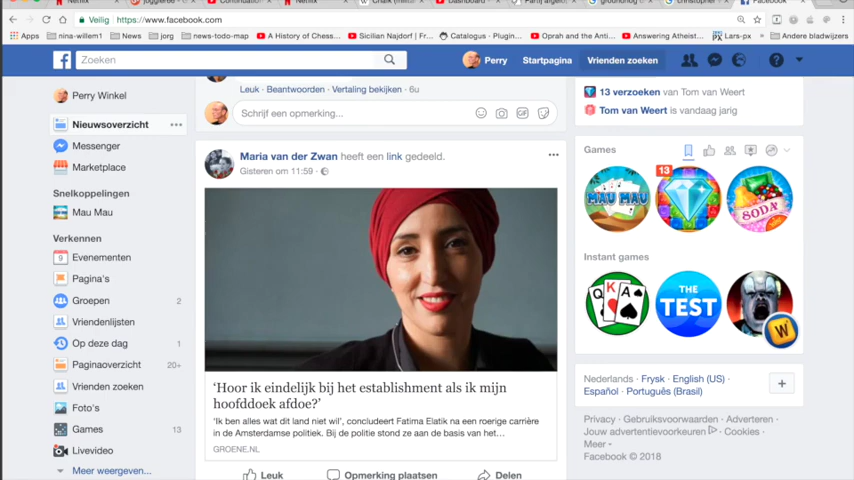 Netflix
Netflix
Dashboard -
Facebook
Veilig https://www.facebook.com
Apps
nina-willem1
News
jorg
news-todo-map
A History of Chess:
Sicilian Najdorf | Fr…
Catalogus - Plugin…
Oprah and the Anti…
Answering Atheist…
Lars-px
Andere bladwijzers
Zoeken
Perry
Startpagina
Vrienden zoeken
Perry Winkel
Nieuwsoverzicht
Messenger
Marketplace
Snelkoppelingen
Mau Mau
Verkennen
9
Evenementen
Pagina's
Groepen 2
Vriendenlijsten
Op deze dag 1
Paginaoverzicht 20+
Vrienden zoeken
Foto's
Games 13
Livevideo
Meer weergeven...
Leuk · Beantwoorden · Vertaling bekijken · 6u
Schrijf een opmerking...
GIF
Maria van der Zwan heeft een link gedeeld.
Gisteren om 11:59 ·
‘Hoor ik eindelijk bij het establishment als ik mijn
hoofddoek afdoe?’
‘Ik ben alles wat dit land niet wil’, concludeert Fatima Elatik na een roerige carrière
in de Amsterdamse politiek. Bij de politie stond ze aan de basis van het…
GROENE.NL
Leuk
Opmerking plaatsen
Delen
13 verzoeken van Tom van Weert
Tom van Weert is vandaag jarig
Games
MAU MAU
13
SODA
Instant games
Q K A
THE
TEST
W
Nederlands · Frysk · English (US) ·
Español · Português (Brasil)
+
Privacy · Gebruiksvoorwaarden · Adverteren ·
Jouw advertentievoorkeuren · Cookies ·
Meer
Facebook © 2018